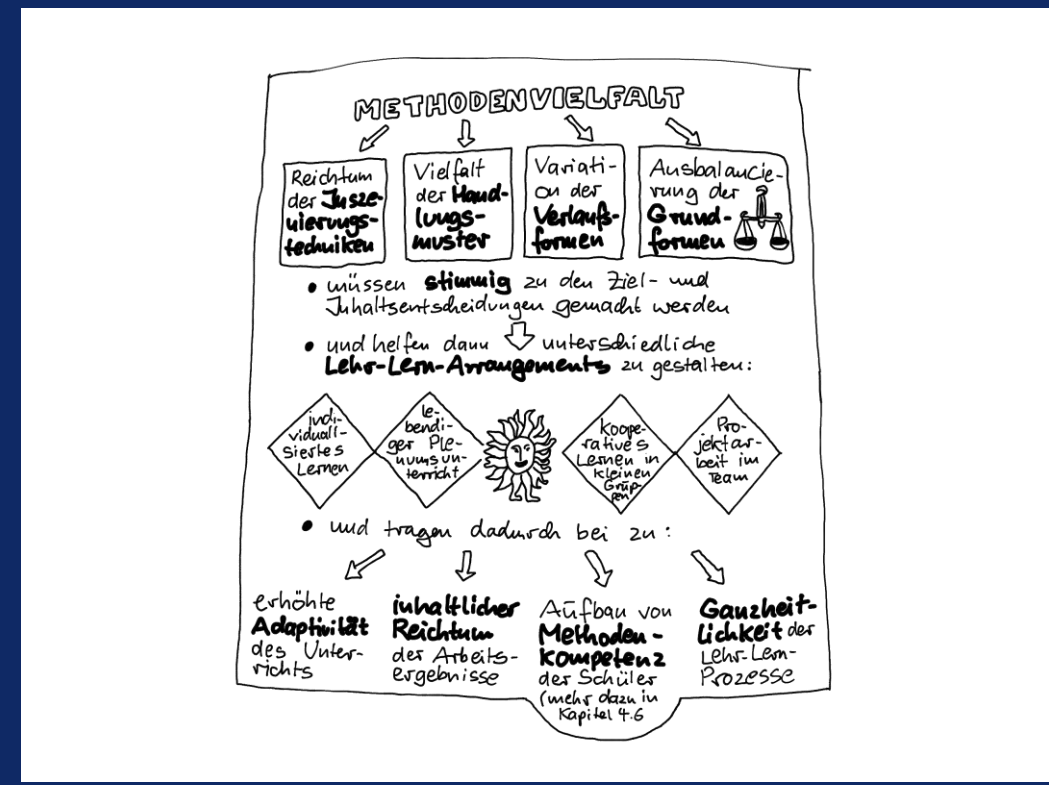 METHODENVIELFALT
Reichtum
der Insze-
nierungs-
techniken
Vielfalt
der Hand-
lungs-
muster
Variati-
on der
Verlaufs-
formen
Ausbalancie-
rung der
Grund-
formen
• müssen stimmig zu den Ziel- und
Inhaltsentscheidungen gemacht werden
• und helfen dann unterschiedliche
Lehr-Lern-Arrangements zu gestalten:
indi-
viduali-
siertes
Lernen
le-
bendi-
ger Ple-
numsun-
terricht
Koope-
ratives
Lernen in
kleinen
Grup-
pen
Pro-
jektar-
beit im
Team
• und tragen dadurch bei zu:
erhöhte
Adaptivität
des Unter-
richts
inhaltlicher
Reichtum
der Arbeits-
ergebnisse
Aufbau von
Methoden-
kompetenz
der Schüler
(mehr dazu in
Kapitel 4.6
Ganzheit-
lichkeit der
Lehr-Lern-
Prozesse